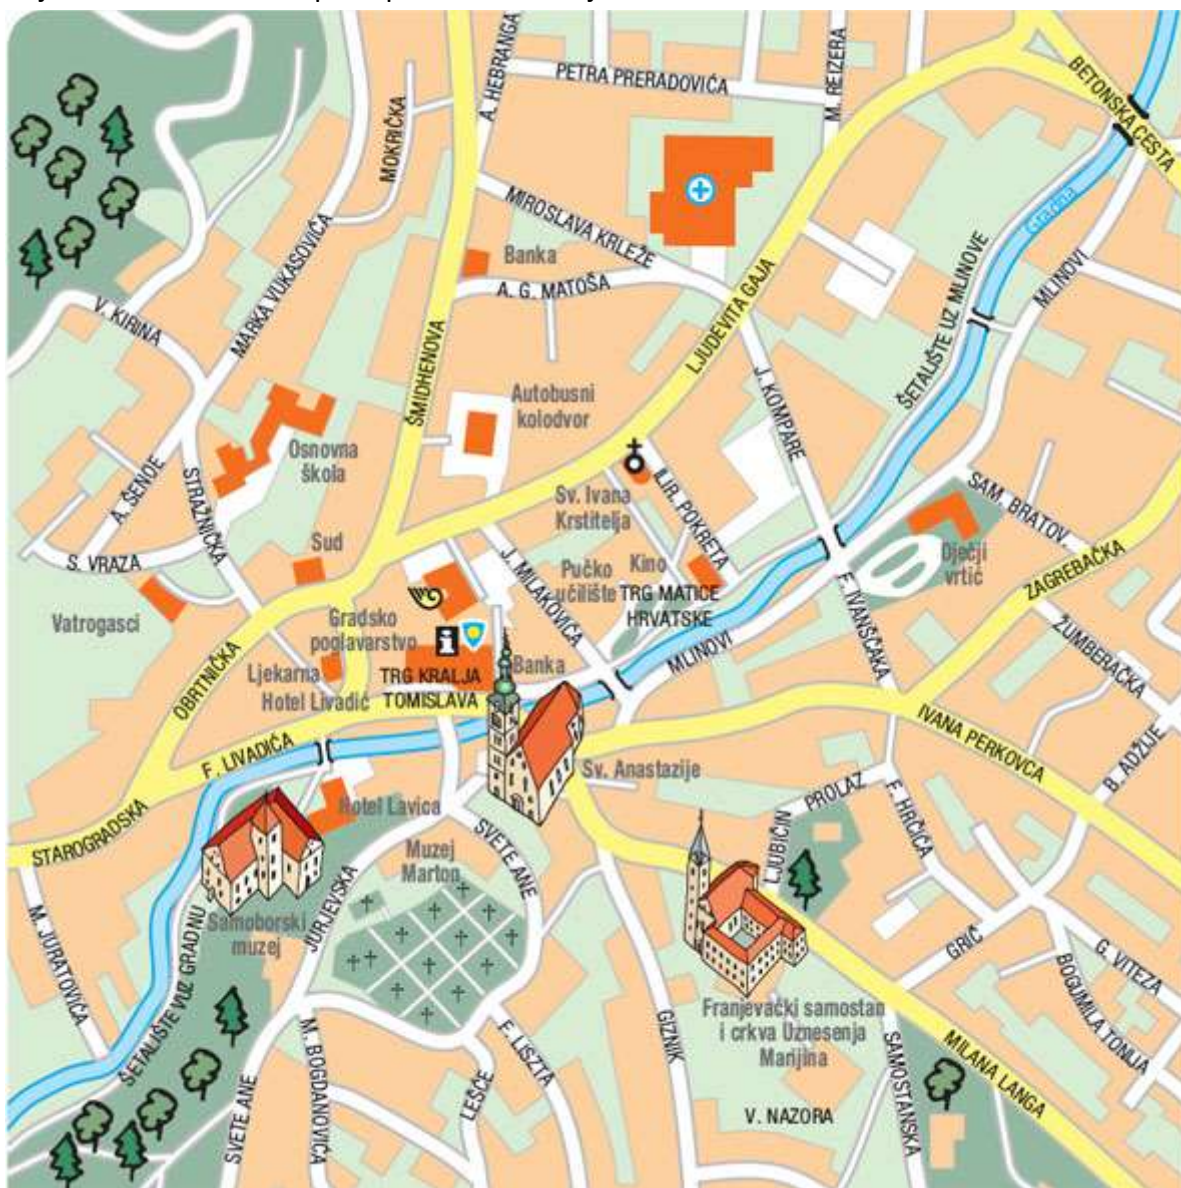 PETRA PRERADOVIĆA
A. HEBRANGA
M. REIZERA
BETONSKA CESTA
MOKRIČKA
MIROSLAVA KRLEŽE
Gradna
MARKA VUKASOVIĆA
Banka
A. G. MATOŠA
LJUDEVITA GAJA
ŠETALIŠTE UZ MLINOVE
MLINOVI
V. KIRINA
ŠMIDHENOVA
J. KOMPARE
Autobusni
kolodvor
Osnovna
škola
A. ŠENOE
STRAŽNIČKA
Sv. Ivana
Krstitelja
ILIR. POKRETA
SAM. BRATOV.
S. VRAZA
Sud
J. MILAKOVIĆA
Pučko
učilište
Kino
Dječji
vrtić
ZAGREBAČKA
TRG MATICE
HRVATSKE
Vatrogasci
Gradsko
poglavarstvo
F. IVANŠČAKA
ŽUMBERAČKA
OBRTNIČKA
Ljekarna
TRG KRALJA
TOMISLAVA
Banka
MLINOVI
Hotel Livadić
IVANA PERKOVCA
F. LIVADIĆA
Sv. Anastazije
B. ADŽIJE
STAROGRADSKA
Hotel Lavica
LJUBIĆIN PROLAZ
F. HRČIĆA
SVETE ANE
Muzej
Marton
M. JURATOVIĆA
Samoborski
muzej
JURJEVSKA
GRIČ
G. VITEZA
BOGUMILA TONIJA
ŠETALIŠTE UZ GRADNU
Franjevački samostan
i crkva Uznesenja
Marijina
M. BOGDANOVIĆA
F. LISZTA
GIZNIK
SAMOSTANSKA
MILANA LANGA
SVETE ANE
LEŠĆE
V. NAZORA